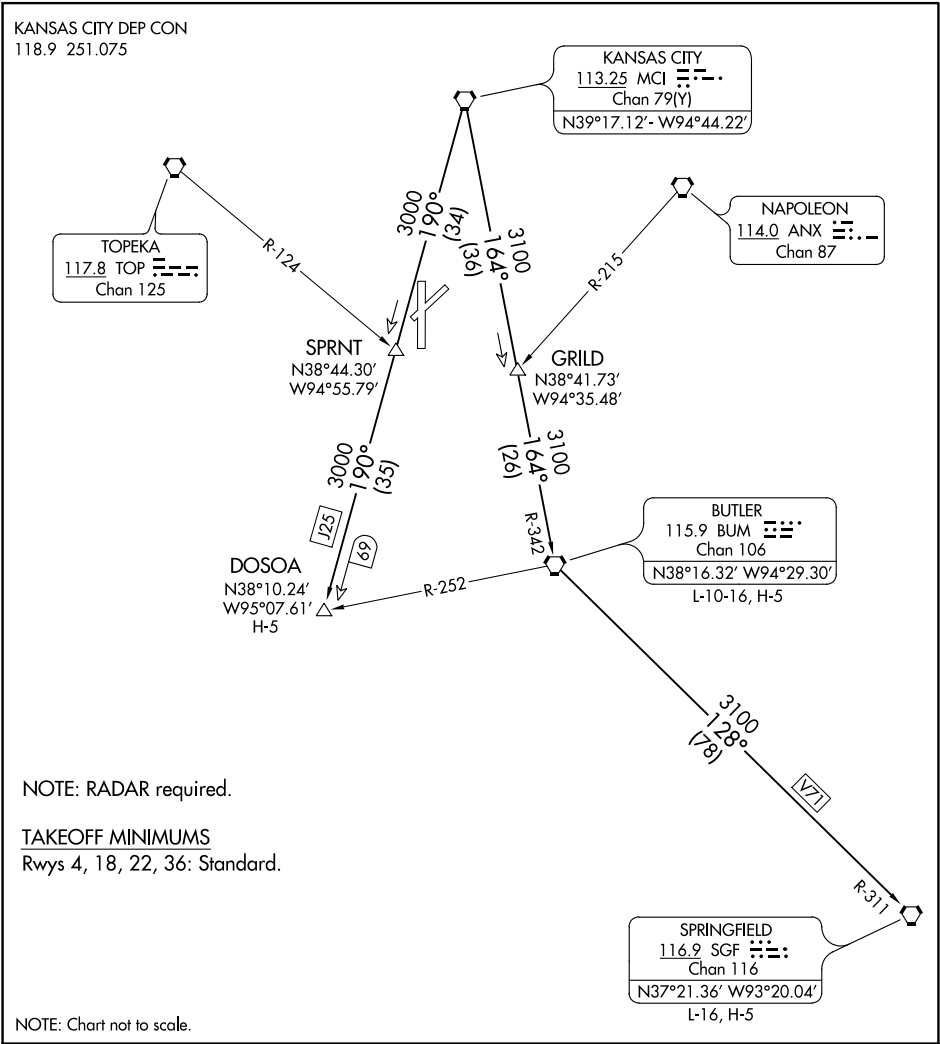 KANSAS CITY DEP CON
118.9 251.075
KANSAS CITY
113.25 MCI
Chan 79(Y)
N39°17.12′- W94°44.22′
TOPEKA
117.8 TOP
Chan 125
NAPOLEON
114.0 ANX
Chan 87
R-124
R-215
3000
190°
(34)
3100
164°
(36)
SPRNT
N38°44.30′
W94°55.79′
GRILD
N38°41.73′
W94°35.48′
3000
190°
(35)
3100
164°
(26)
J25
69
R-342
BUTLER
115.9 BUM
Chan 106
N38°16.32′ W94°29.30′
L-10-16, H-5
DOSOA
N38°10.24′
W95°07.61′
H-5
R-252
3100
128°
(78)
V71
R-311
NOTE: RADAR required.
TAKEOFF MINIMUMS
Rwys 4, 18, 22, 36: Standard.
SPRINGFIELD
116.9 SGF
Chan 116
N37°21.36′ W93°20.04′
L-16, H-5
NOTE: Chart not to scale.